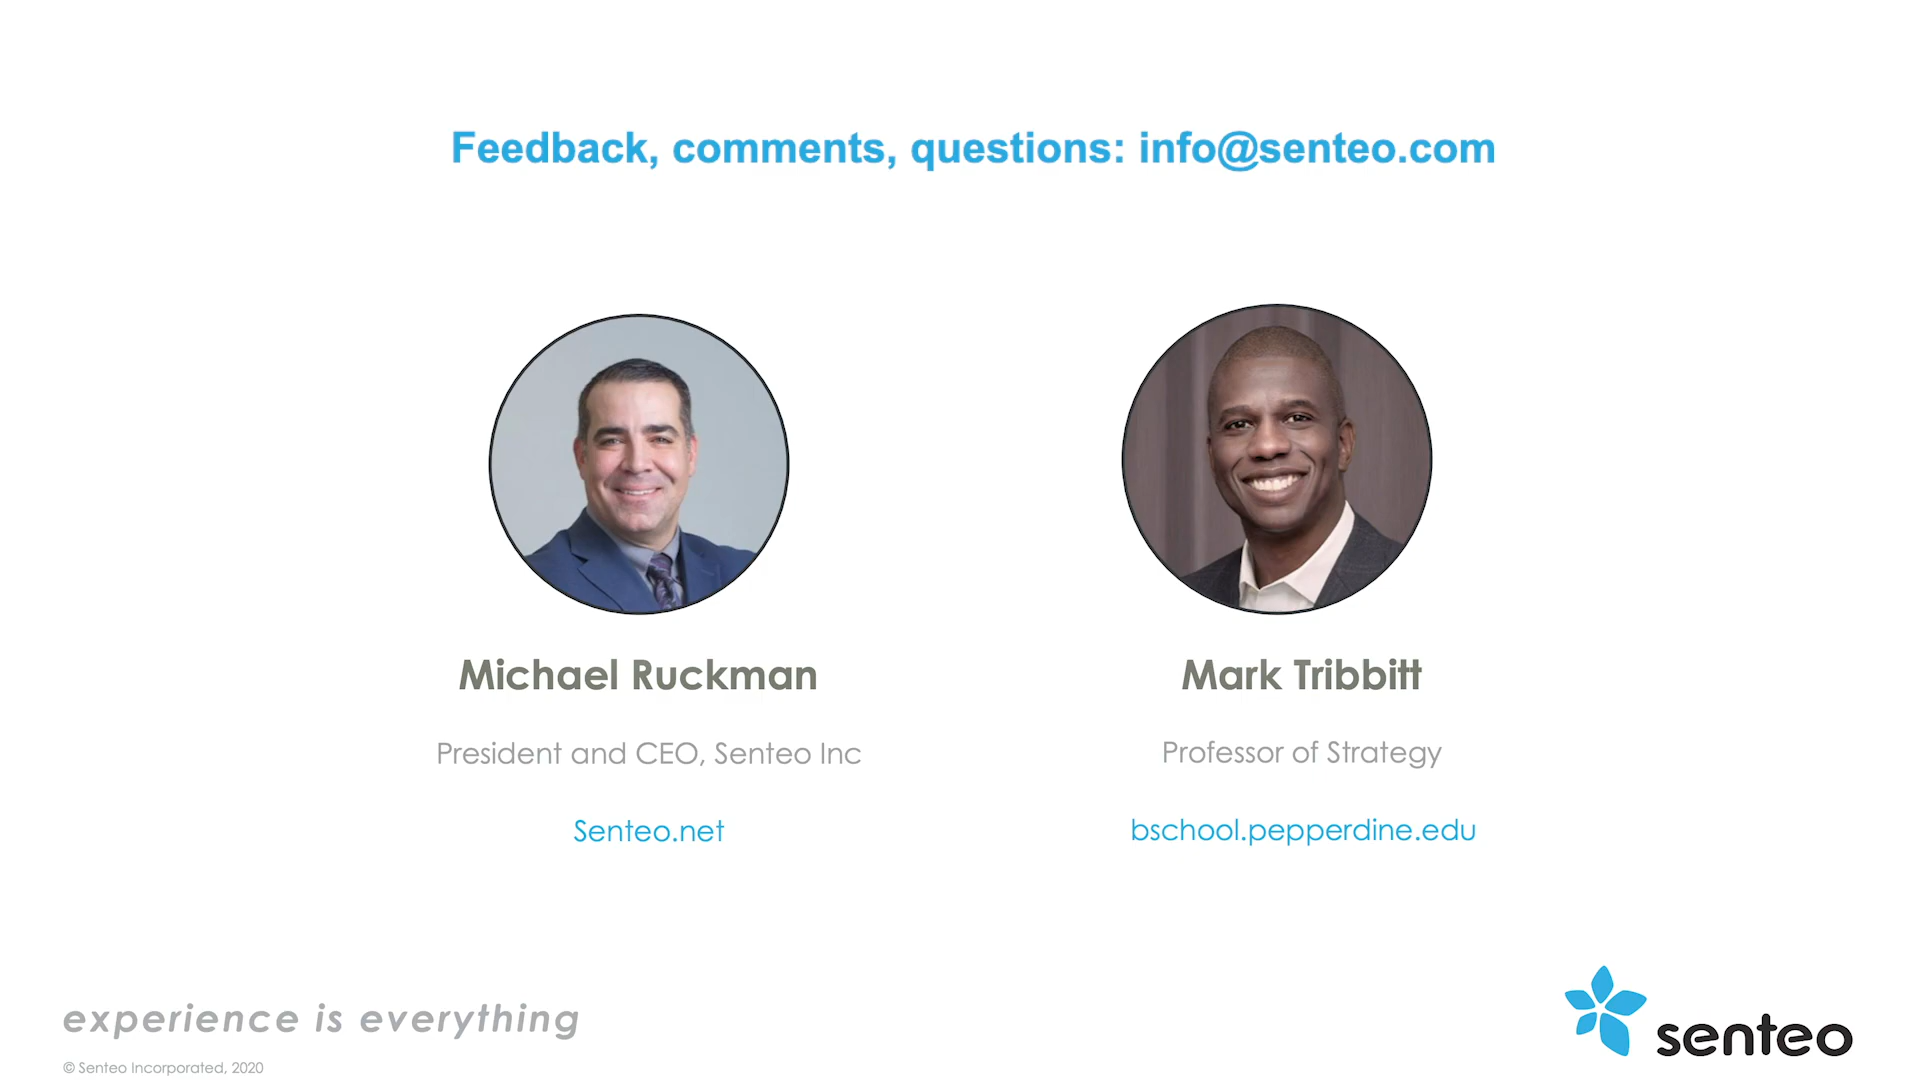 Feedback, comments, questions: info@senteo.com
Michael Ruckman
President and CEO, Senteo Inc
Senteo.net
Mark Tribbitt
Professor of Strategy
bschool.pepperdine.edu
experience is everything
© Senteo Incorporated, 2020
senteo